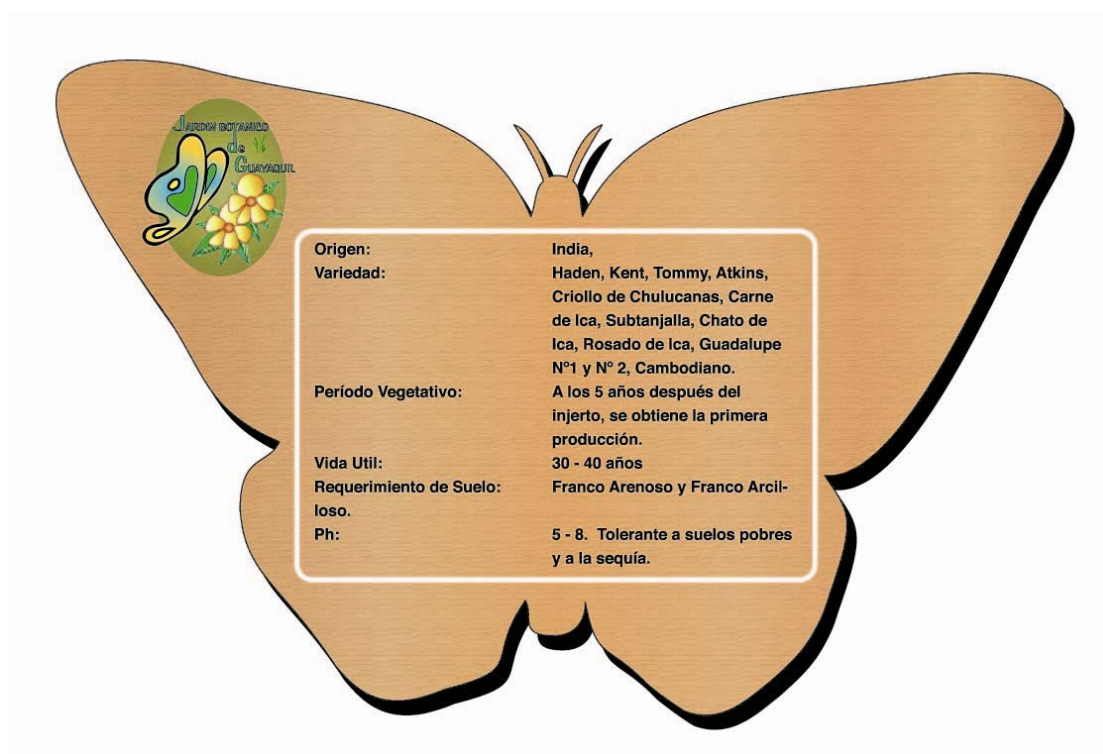 JARDIN BOTANICO
de
GUAYAQUIL
Origen: India,
Variedad: Haden, Kent, Tommy, Atkins,
Criollo de Chulucanas, Carne
de Ica, Subtanjalla, Chato de
Ica, Rosado de Ica, Guadalupe
Nº1 y Nº 2, Cambodiano.
Período Vegetativo: A los 5 años después del
injerto, se obtiene la primera
producción.
Vida Util: 30 - 40 años
Requerimiento de Suelo: Franco Arenoso y Franco Arcil-
loso.
Ph: 5 - 8. Tolerante a suelos pobres
y a la sequía.